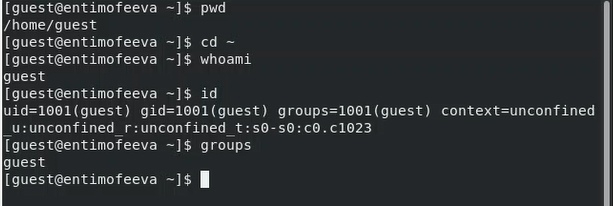 [guest@entimofeeva ~]$ pwd
/home/guest
[guest@entimofeeva ~]$ cd ~
[guest@entimofeeva ~]$ whoami
guest
[guest@entimofeeva ~]$ id
uid=1001(guest) gid=1001(guest) groups=1001(guest) context=unconfined
_u:unconfined_r:unconfined_t:s0-s0:c0.c1023
[guest@entimofeeva ~]$ groups
guest
[guest@entimofeeva ~]$